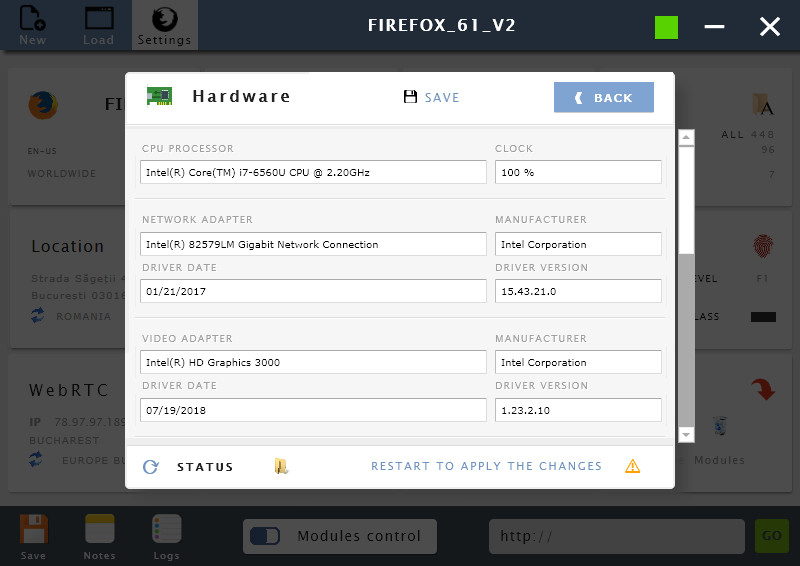 New
Load
Settings
FIREFOX_61_V2
Hardware
SAVE
BACK
FI
A
EN-US
WORLDWIDE
ALL 448
96
7
CPU PROCESSOR
CLOCK
Intel(R) Core(TM) i7-6560U CPU @ 2.20GHz
100 %
NETWORK ADAPTER
MANUFACTURER
Intel(R) 82579LM Gigabit Network Connection
Intel Corporation
DRIVER DATE
DRIVER VERSION
01/21/2017
15.43.21.0
VIDEO ADAPTER
MANUFACTURER
Intel(R) HD Graphics 3000
Intel Corporation
DRIVER DATE
DRIVER VERSION
07/19/2018
1.23.2.10
Location
Strada Săgeții
București
ROMANIA
EVEL
F1
LASS
WebRTC
IP 78.97.97.189
BUCHAREST
EUROPE BU
Modules
STATUS
RESTART TO APPLY THE CHANGES
Save
Notes
Logs
Modules control
http://
GO